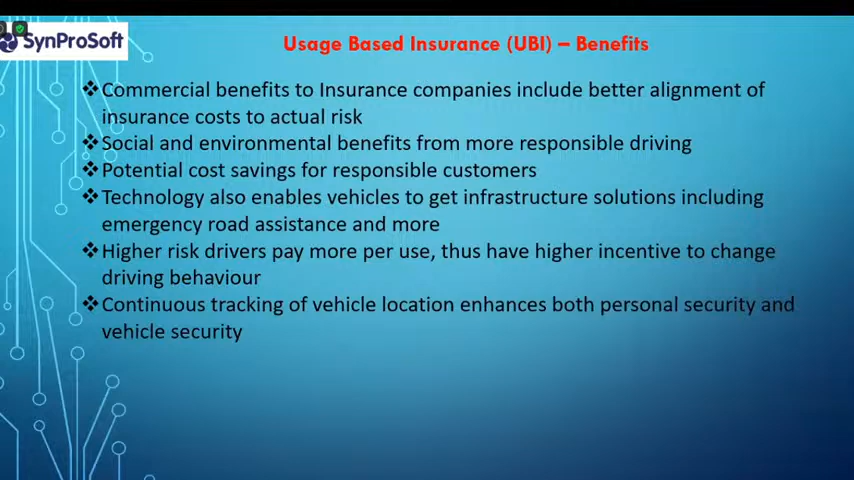 SynProSoft
Usage Based Insurance (UBI) – Benefits
❖Commercial benefits to Insurance companies include better alignment of
insurance costs to actual risk
❖Social and environmental benefits from more responsible driving
❖Potential cost savings for responsible customers
❖Technology also enables vehicles to get infrastructure solutions including
emergency road assistance and more
❖Higher risk drivers pay more per use, thus have higher incentive to change
driving behaviour
❖Continuous tracking of vehicle location enhances both personal security and
vehicle security